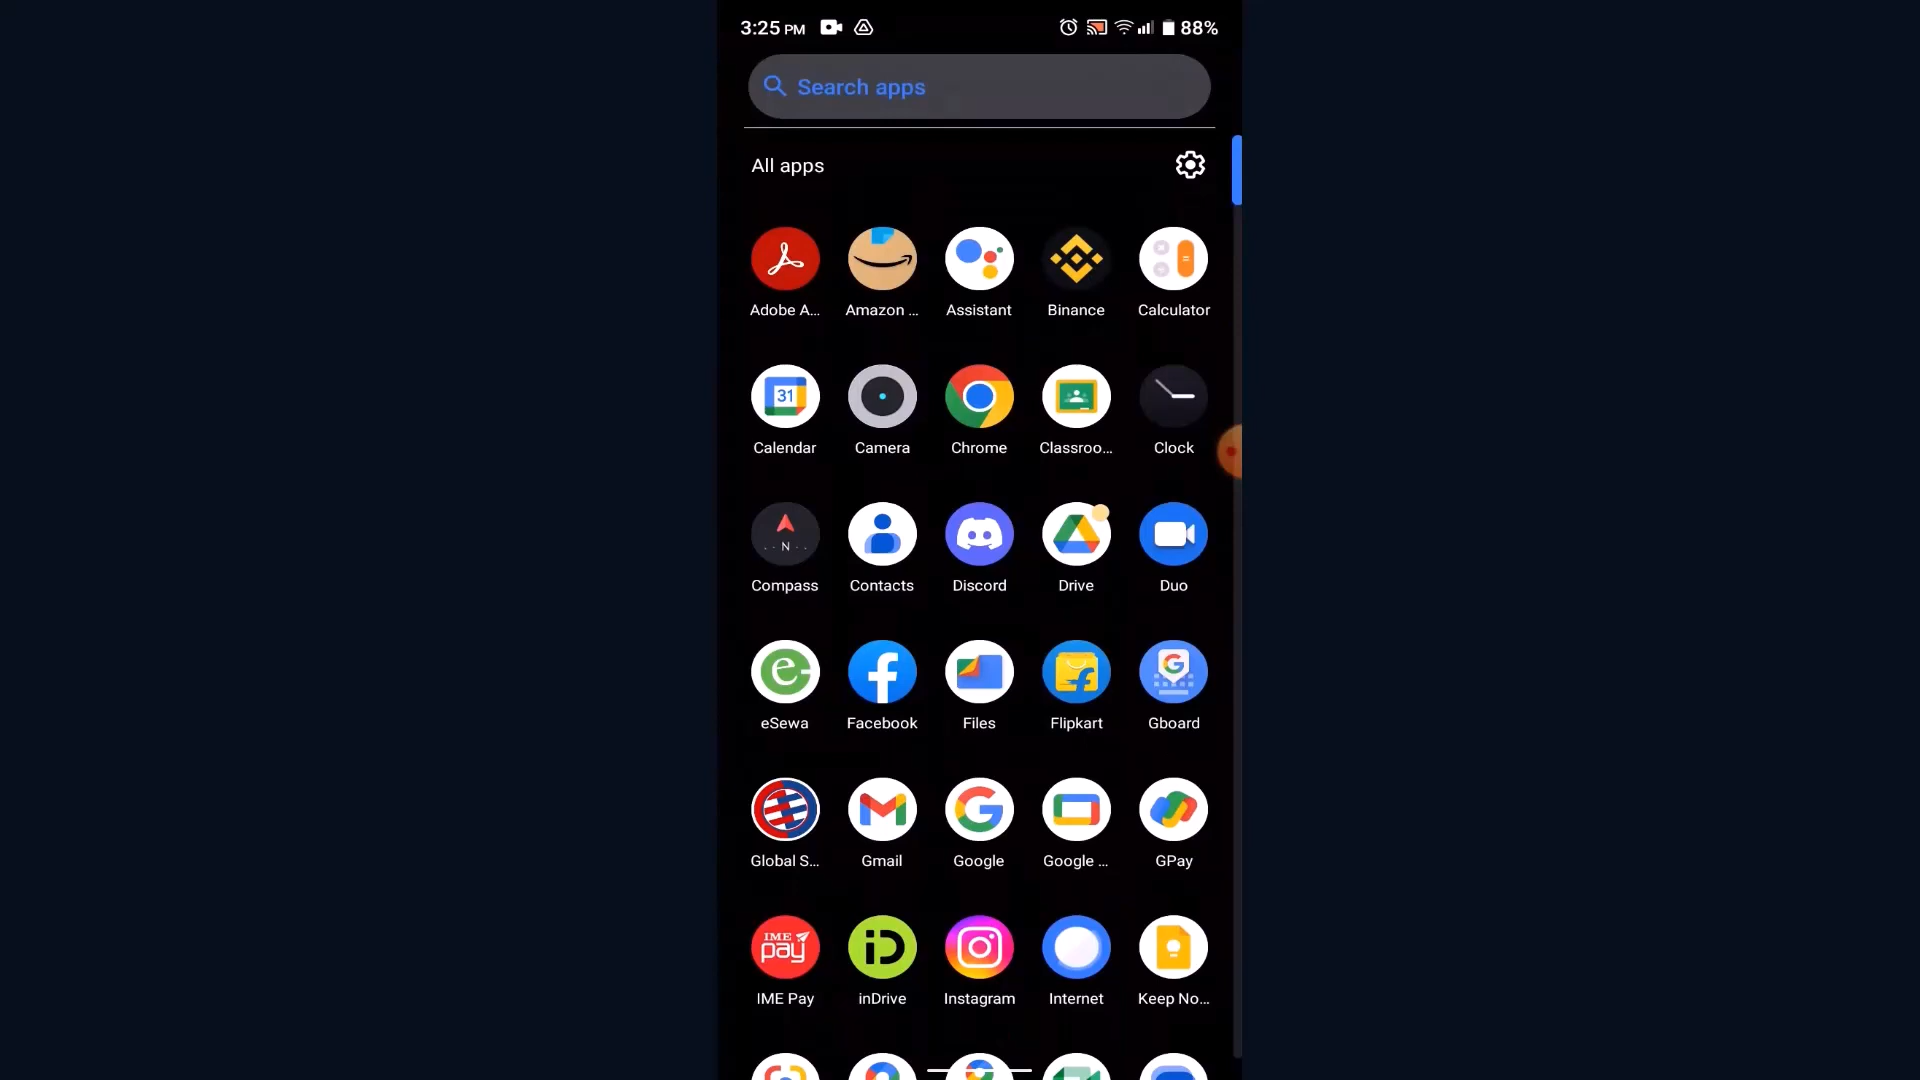 3:25 PM 88%
Search apps
All apps
Adobe A... Amazon ... Assistant Binance Calculator
31
Calendar Camera Chrome Classroo... Clock
N
Compass Contacts Discord Drive Duo
eSewa Facebook Files Flipkart Gboard
Global S... Gmail Google Google ... GPay
IME pay iD
IME Pay inDrive Instagram Internet Keep No...